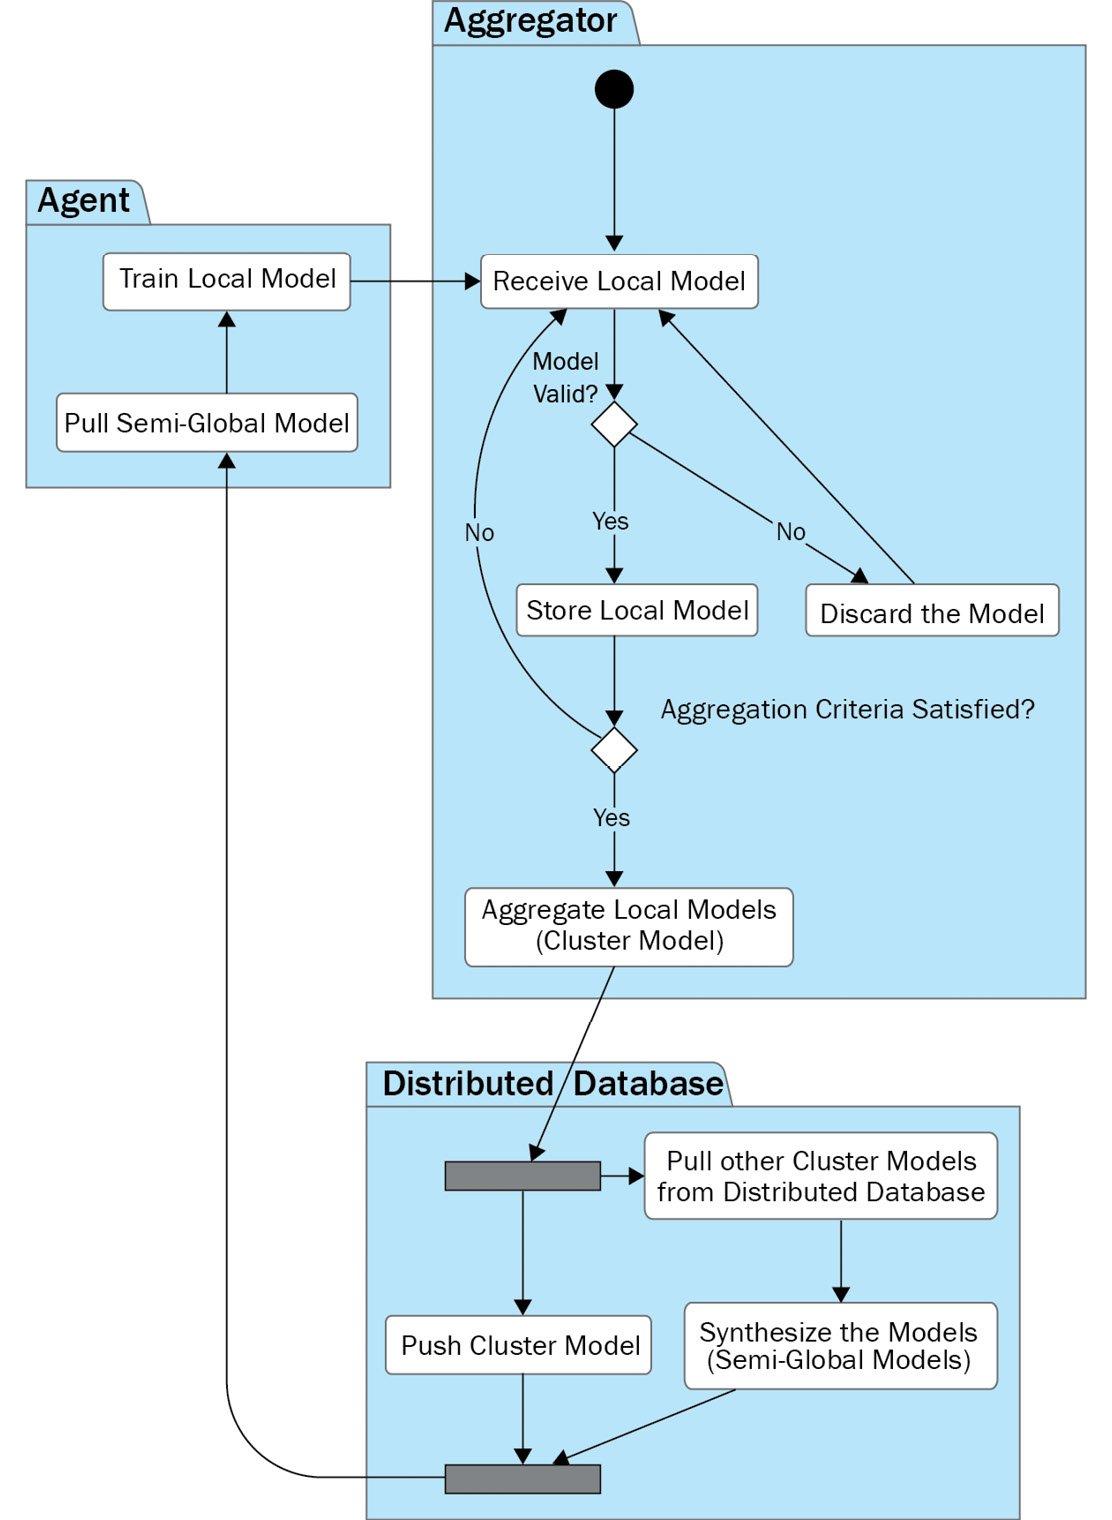 Aggregator
Agent
Train Local Model
Receive Local Model
Model
Valid?
Pull Semi-Global Model
Yes
No
No
Store Local Model
Discard the Model
Aggregation Criteria Satisfied?
Yes
Aggregate Local Models
(Cluster Model)
Distributed Database
Pull other Cluster Models
from Distributed Database
Push Cluster Model
Synthesize the Models
(Semi-Global Models)